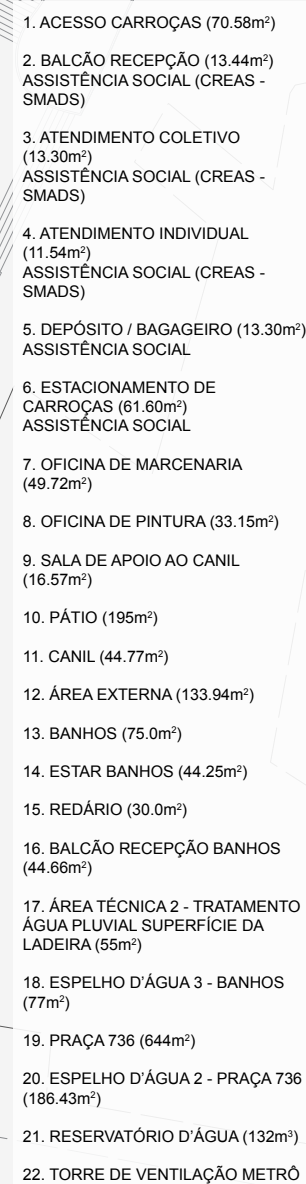 1. ACESSO CARROÇAS (70.58m²)
2. BALCÃO RECEPÇÃO (13.44m²)
ASSISTÊNCIA SOCIAL (CREAS -
SMADS)
3. ATENDIMENTO COLETIVO
(13.30m²)
ASSISTÊNCIA SOCIAL (CREAS -
SMADS)
4. ATENDIMENTO INDIVIDUAL
(11.54m²)
ASSISTÊNCIA SOCIAL (CREAS -
SMADS)
5. DEPÓSITO / BAGAGEIRO (13.30m²)
ASSISTÊNCIA SOCIAL
6. ESTACIONAMENTO DE
CARROÇAS (61.60m²)
ASSISTÊNCIA SOCIAL
7. OFICINA DE MARCENARIA
(49.72m²)
8. OFICINA DE PINTURA (33.15m²)
9. SALA DE APOIO AO CANIL
(16.57m²)
10. PÁTIO (195m²)
11. CANIL (44.77m²)
12. ÁREA EXTERNA (133.94m²)
13. BANHOS (75.0m²)
14. ESTAR BANHOS (44.25m²)
15. REDÁRIO (30.0m²)
16. BALCÃO RECEPÇÃO BANHOS
(44.66m²)
17. ÁREA TÉCNICA 2 - TRATAMENTO
ÁGUA PLUVIAL SUPERFÍCIE DA
LADEIRA (55m²)
18. ESPELHO D'ÁGUA 3 - BANHOS
(77m²)
19. PRAÇA 736 (644m²)
20. ESPELHO D'ÁGUA 2 - PRAÇA 736
(186.43m²)
21. RESERVATÓRIO D'ÁGUA (132m³)
22. TORRE DE VENTILAÇÃO METRÔ